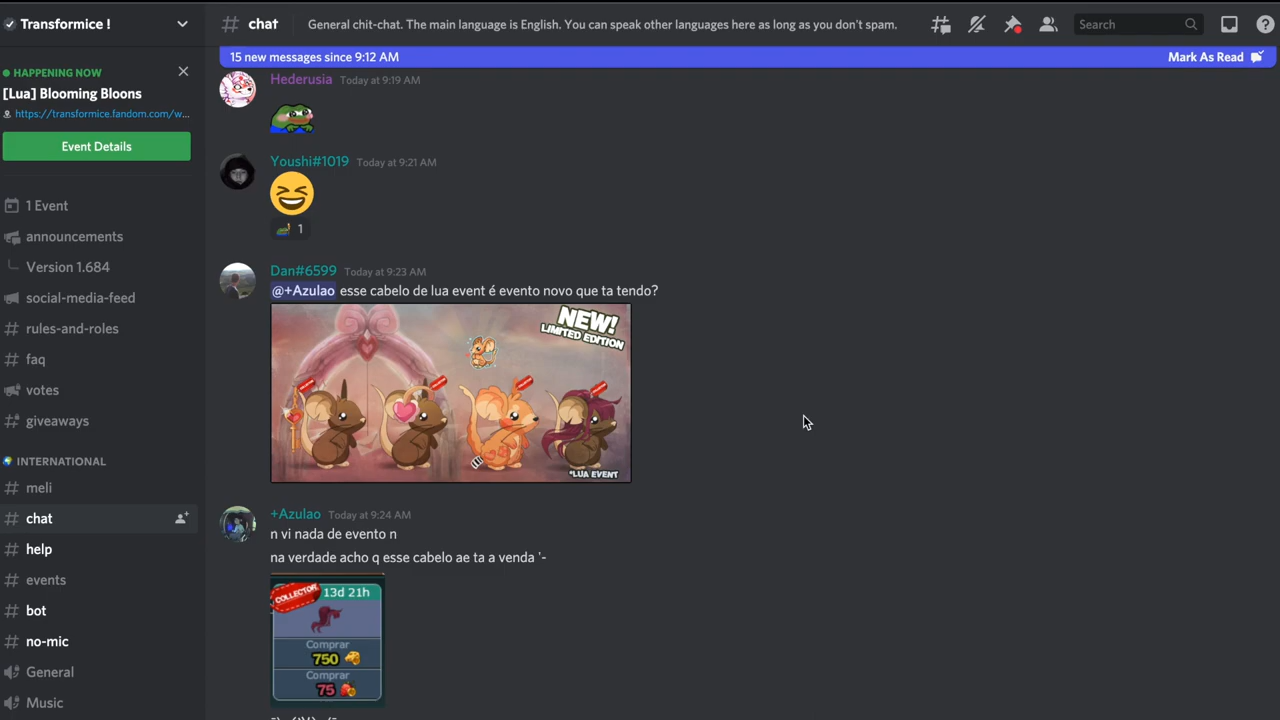 Transformice !
HAPPENING NOW
[Lua] Blooming Bloons
https://transformice.fandom.com/w...
Event Details
1 Event
announcements
Version 1.684
social-media-feed
rules-and-roles
faq
votes
giveaways
INTERNATIONAL
meli
chat
help
events
bot
no-mic
General
Music
# chat
General chit-chat. The main language is English. You can speak other languages here as long as you don't spam.
Search
15 new messages since 9:12 AM
Mark As Read
Hederusia Today at 9:19 AM
Youshi#1019 Today at 9:21 AM
1
Dan#6599 Today at 9:23 AM
@+Azulao esse cabelo de lua event é evento novo que ta tendo?
NEW!
LIMITED EDITION
*LUA EVENT
+Azulao Today at 9:24 AM
n vi nada de evento n
na verdade acho q esse cabelo ae ta a venda '-
COLLECTOR 13d 21h
Comprar
750
Comprar
75